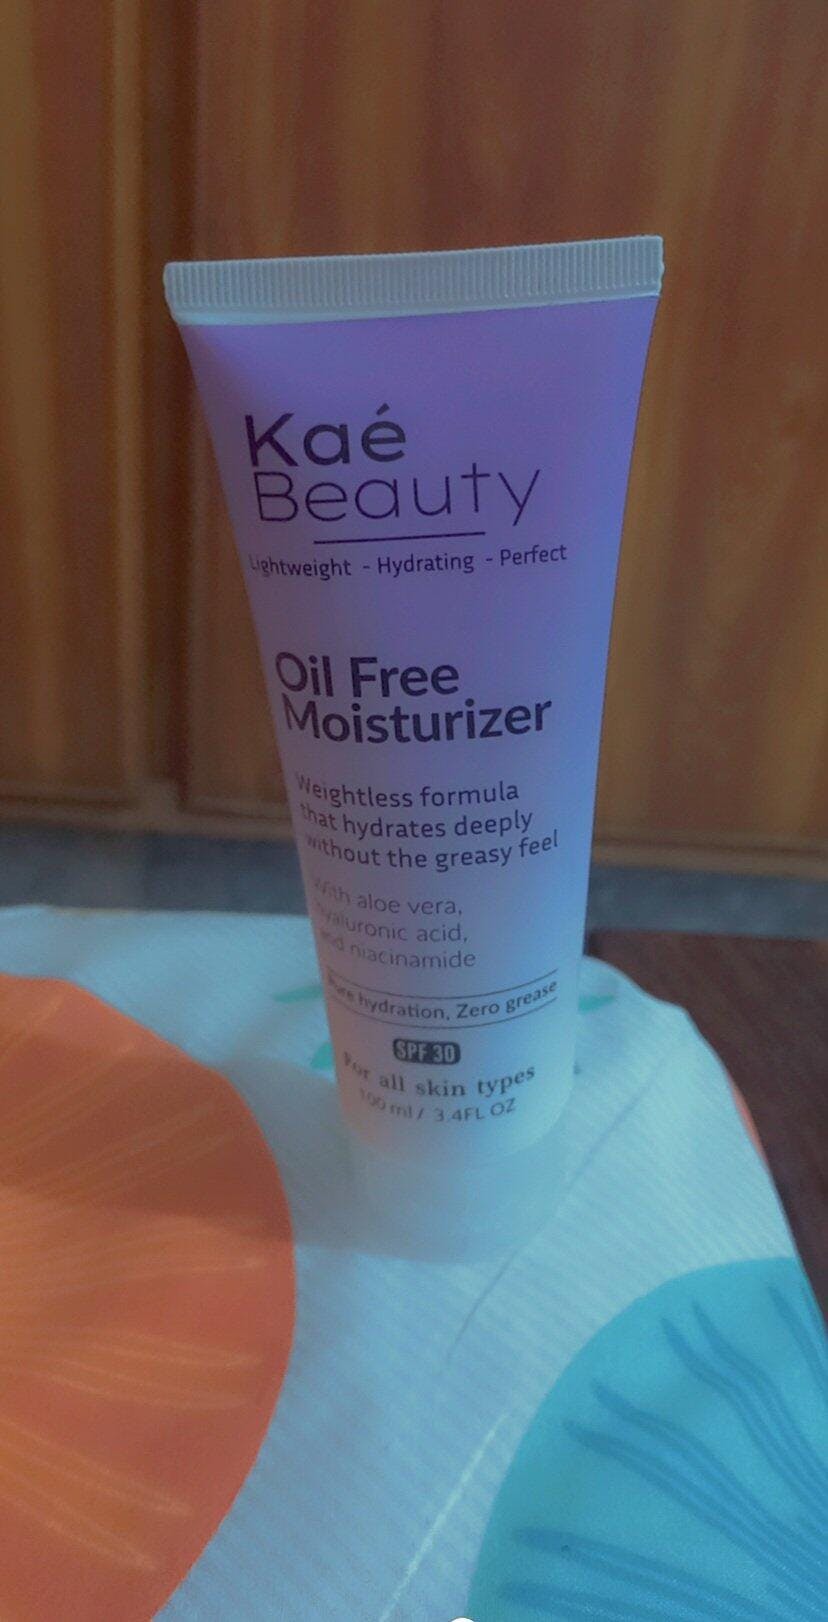 Kaé
Beauty
Lightweight - Hydrating - Perfect
Oil Free
Moisturizer
Weightless formula
that hydrates deeply
without the greasy feel
With aloe vera,
hyaluronic acid,
and niacinamide
Pure hydration, Zero grease
SPF 30
For all skin types
100 ml / 3.4FL OZ